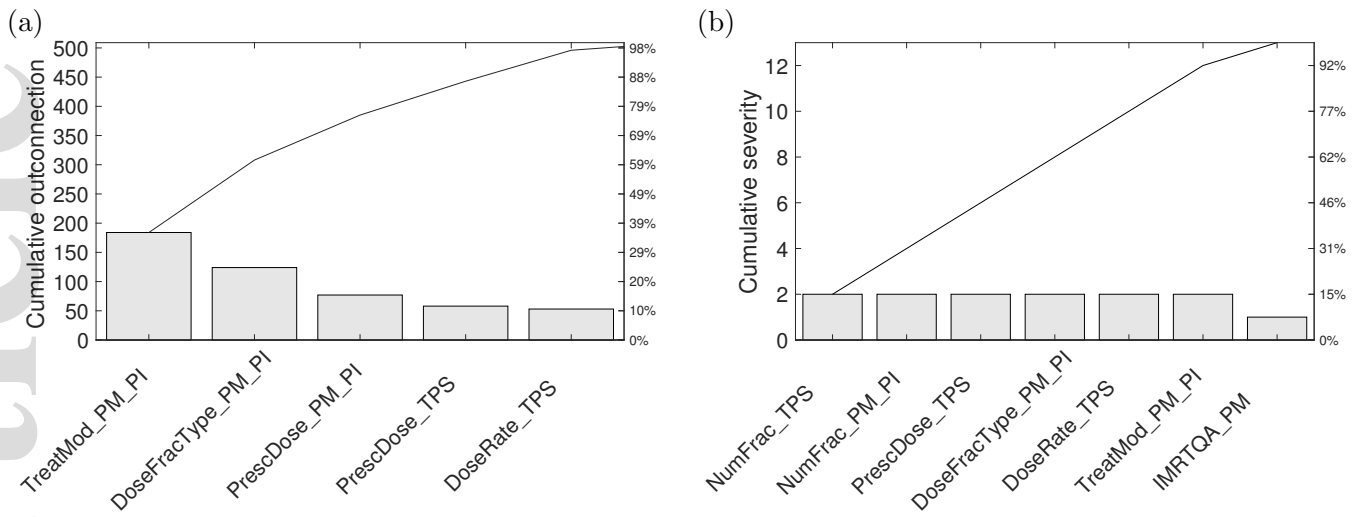 (a)
Cumulative outconnection
500
450
400
350
300
250
200
150
100
50
0
98%
88%
79%
69%
59%
49%
39%
29%
20%
10%
0%
TreatMod_PM_PI
DoseFracType_PM_PI
PrescDose_PM_PI
PrescDose_TPS
DoseRate_TPS
(b)
Cumulative severity
12
10
8
6
4
2
0
92%
77%
62%
46%
31%
15%
0%
NumFrac_TPS
NumFrac_PM_PI
PrescDose_TPS
DoseFracType_PM_PI
DoseRate_TPS
TreatMod_PM_PI
IMRTQA_PM